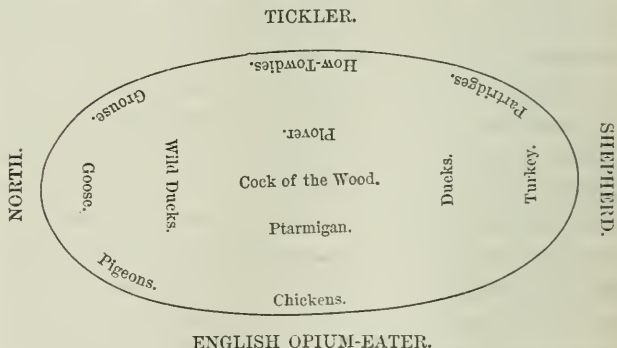 TICKLER.
How-Towdies.
Grouse.
Partridges.
Plover.
NORTH.
Goose.
Wild Ducks.
Cock of the Wood.
Ducks.
Turkey.
SHEPHERD.
Ptarmigan.
Pigeons.
Chickens.
ENGLISH OPIUM-EATER.